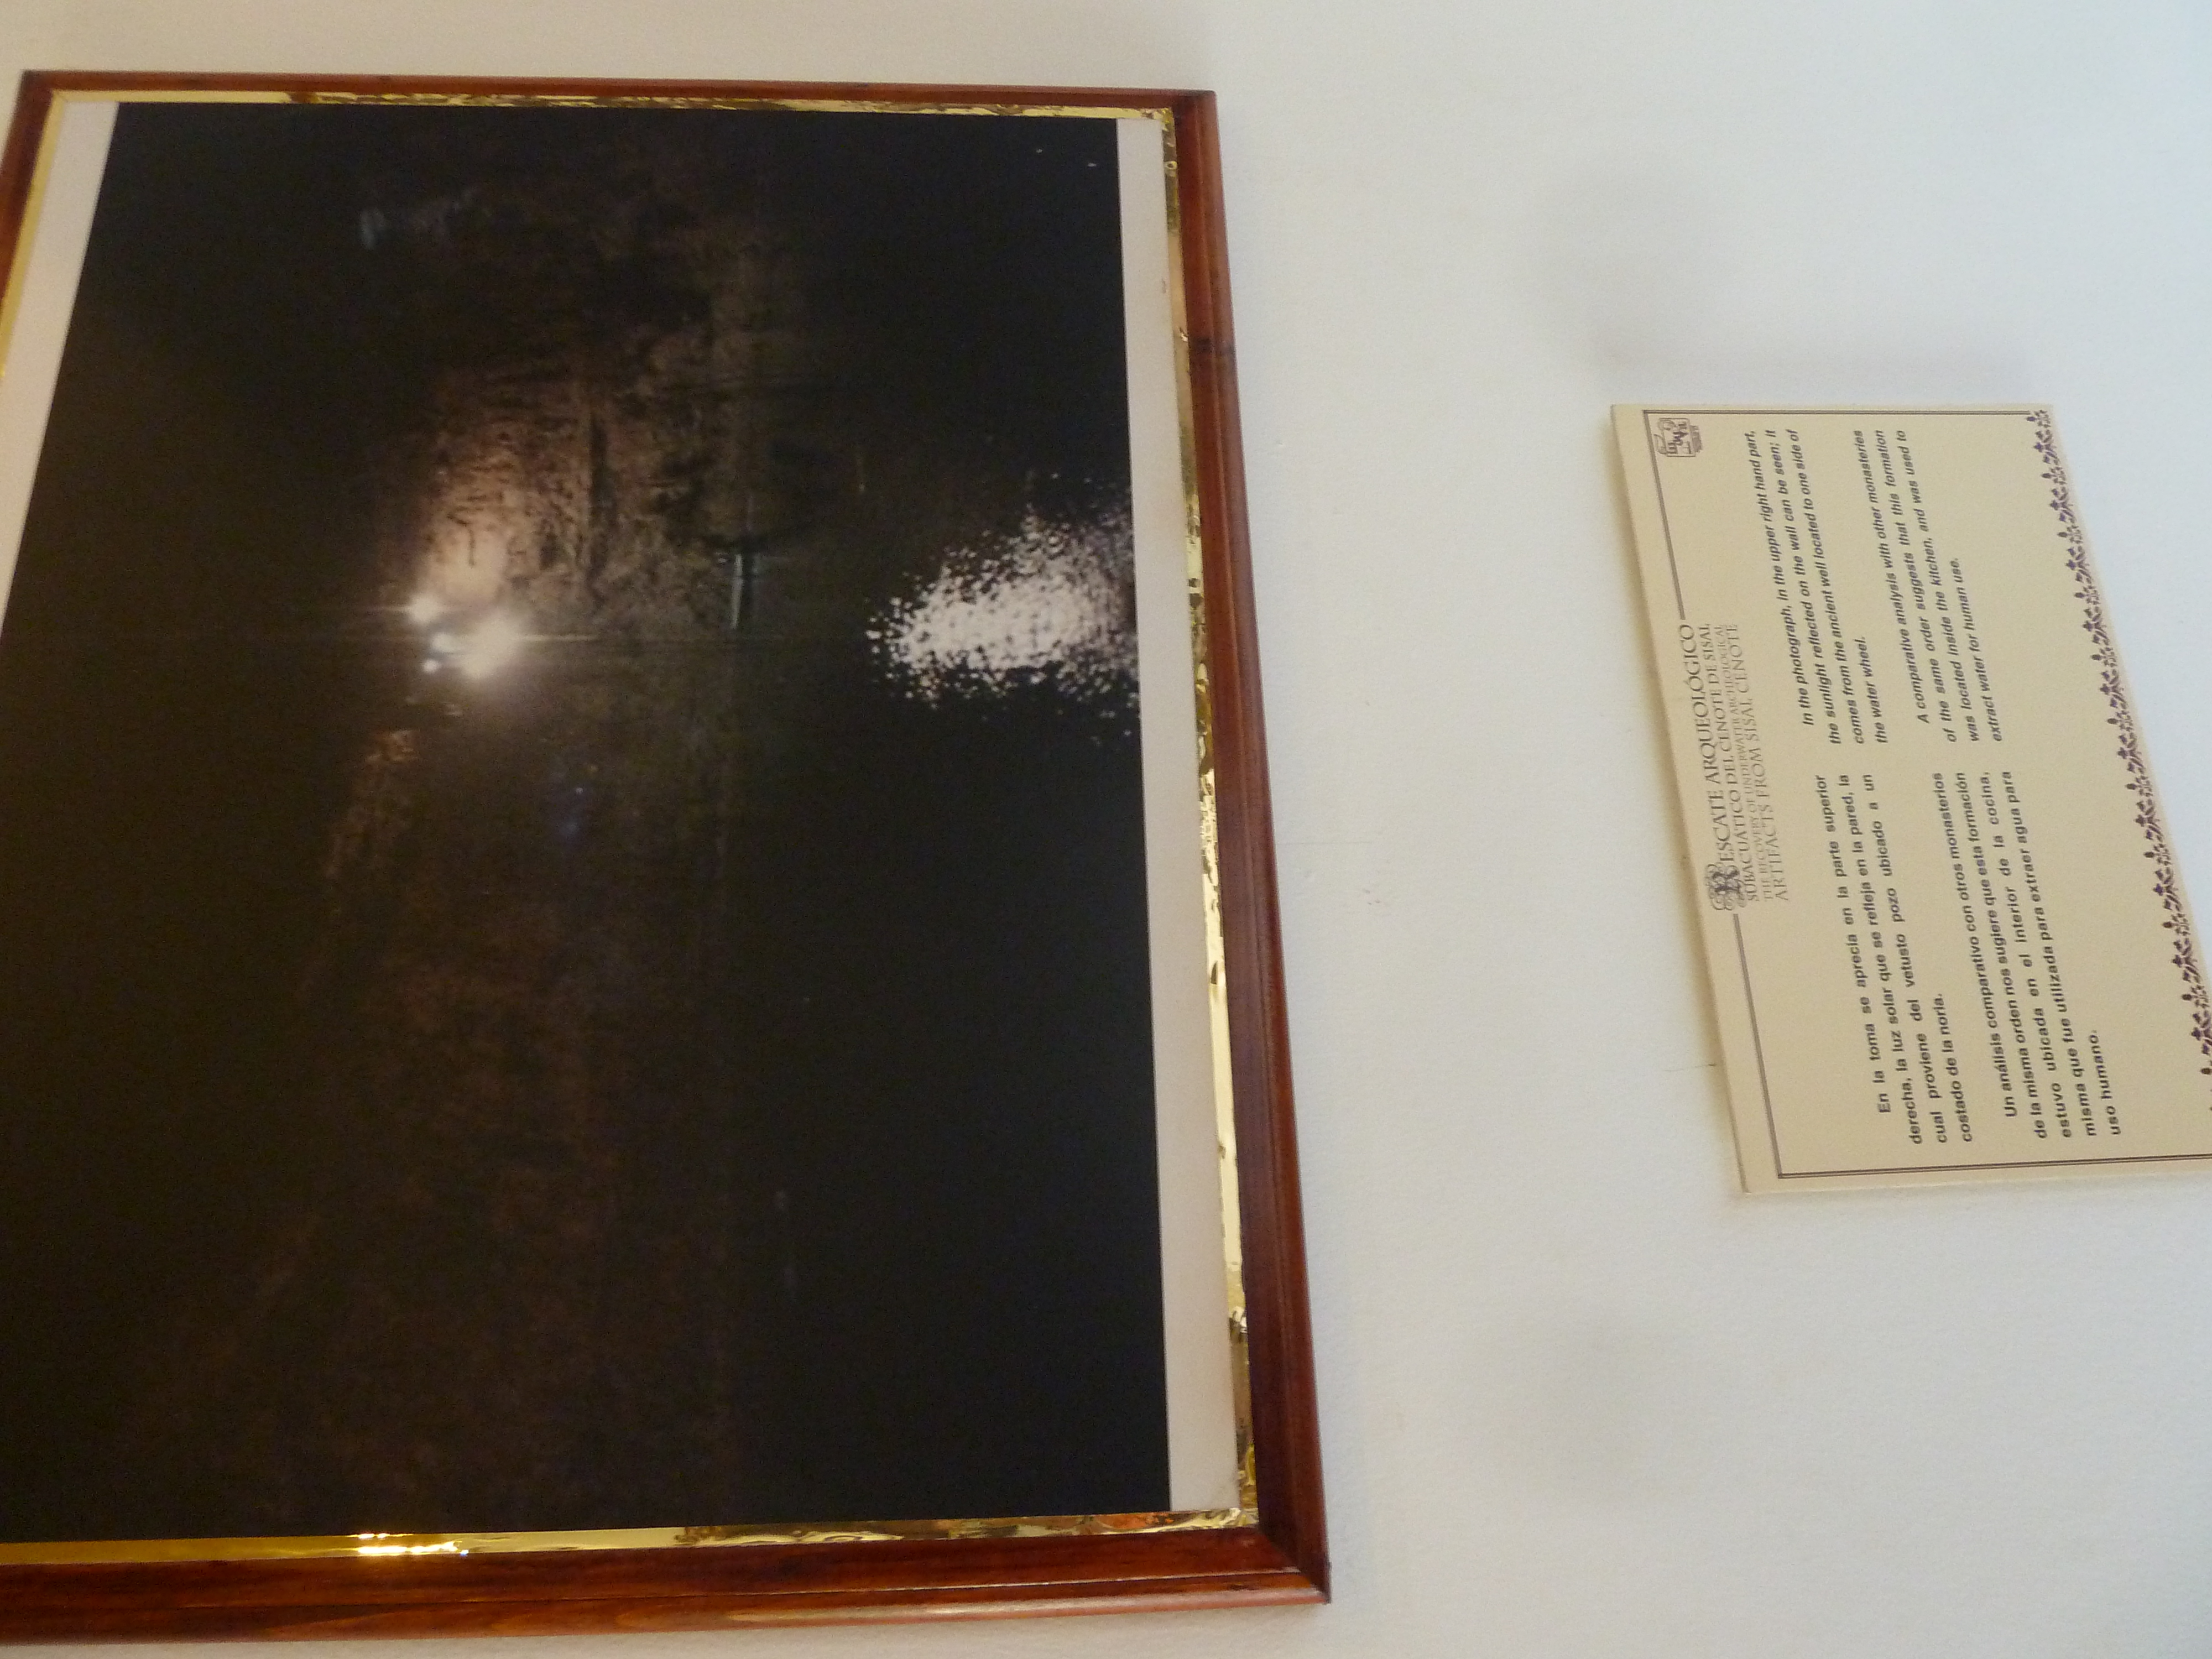 RESCATE ARQUEOLÓGICO
SUBACUÁTICO DEL CENOTE DE SISAL
THE RECOVERY OF UNDERWATER ARCHEOLOGICAL
ARTIFACTS FROM SISAL CENOTE
En la toma se aprecia en la parte superior
derecha, la luz solar que se refleja en la pared, la
cual proviene del vetusto pozo ubicado a un
costado de la noria.
Un análisis comparativo con otros monasterios
de la misma orden nos sugiere que esta formación
estuvo ubicada en el interior de la cocina,
misma que fue utilizada para extraer agua para
uso humano.
In the photograph, in the upper right hand part,
the sunlight reflected on the wall can be seen; it
comes from the ancient well located to one side of
the water wheel.
A comparative analysis with other monasteries
of the same order suggests that this formation
was located inside the kitchen, and was used to
extract water for human use.